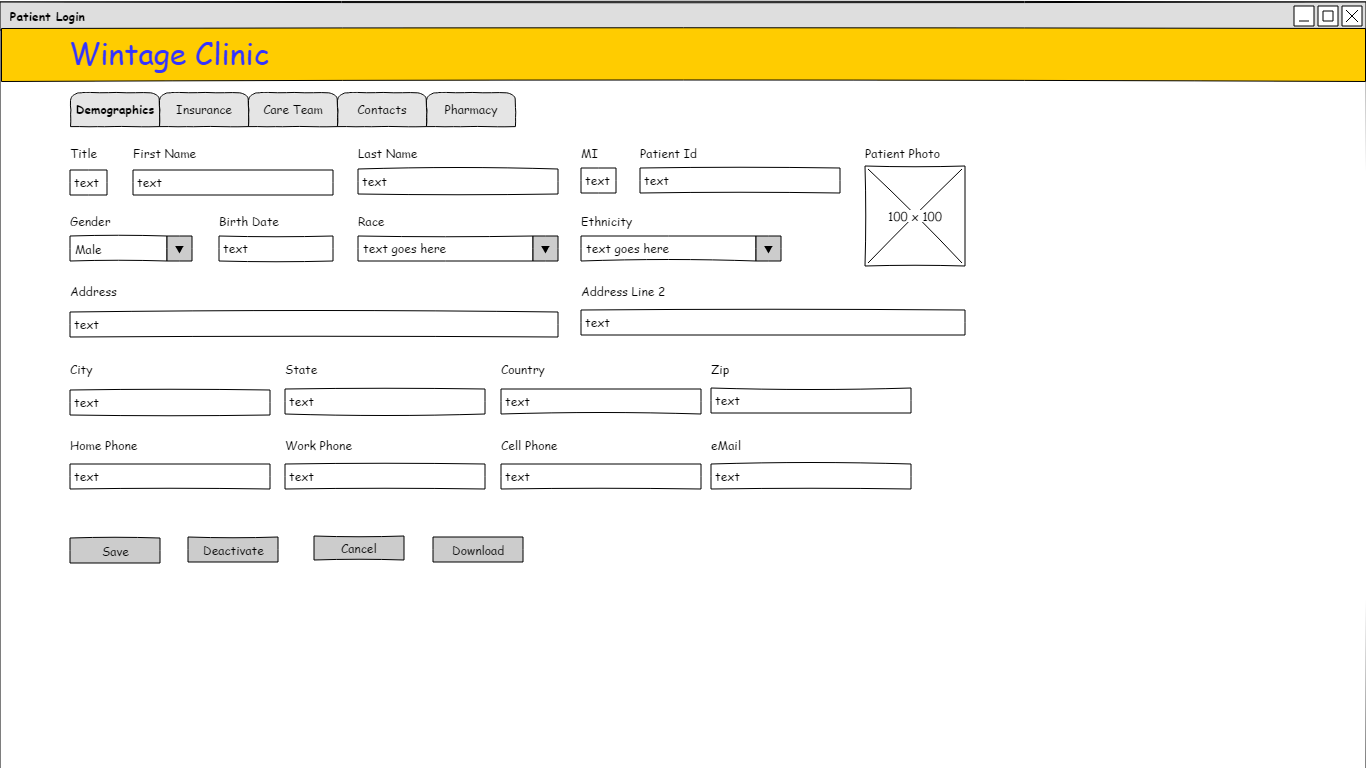 Patient Login
Wintage Clinic
Demographics Insurance Care Team Contacts Pharmacy
Title First Name Last Name MI Patient Id Patient Photo
text text text text text
100 x 100
Gender Birth Date Race Ethnicity
Male text text goes here text goes here
Address Address Line 2
text text
City State Country Zip
text text text text
Home Phone Work Phone Cell Phone eMail
text text text text
Save Deactivate Cancel Download